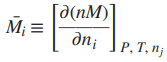 M̄ᵢ ≡ [∂(nM)/∂nᵢ] P, T, nⱼ